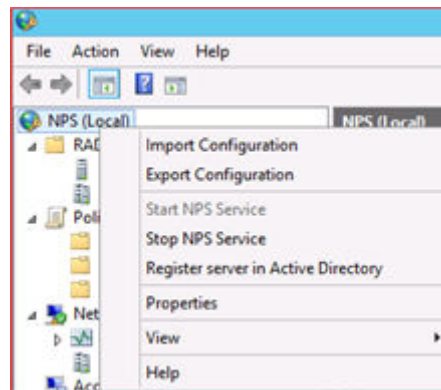 File Action View Help
NPS (Local) NPS (Local)
RAD
Import Configuration
Export Configuration
Start NPS Service
Poli
Stop NPS Service
Register server in Active Directory
Properties
Net
View
Help
Acc